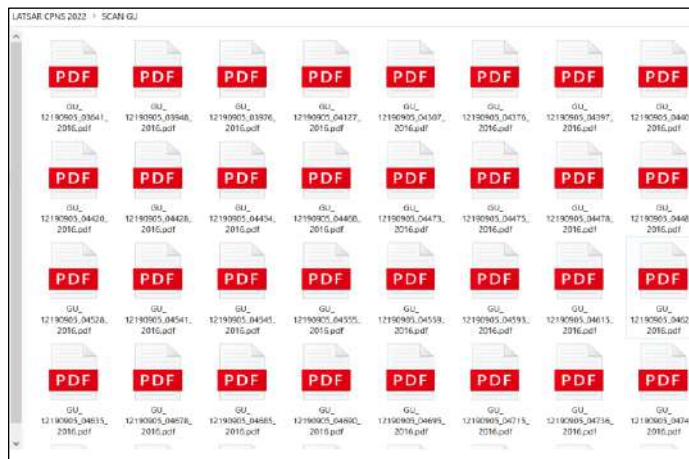 LATSAR CPNS 2022 › SCAN GU
PDF PDF PDF PDF PDF PDF PDF PDF
GU_ GU_ GU_ GU_ GU_ GU_ GU_ GU_
12190905_03641_ 12190905_03948_ 12190905_03976_ 12190905_04127_ 12190905_04307_ 12190905_04376_ 12190905_04397_ 12190905_0440
2016.pdf 2016.pdf 2016.pdf 2016.pdf 2016.pdf 2016.pdf 2016.pdf 2016.pdf
PDF PDF PDF PDF PDF PDF PDF PDF
GU_ GU_ GU_ GU_ GU_ GU_ GU_ GU_
12190905_04420_ 12190905_04428_ 12190905_04454_ 12190905_04466_ 12190905_04473_ 12190905_04475_ 12190905_04478_ 12190905_0448
2016.pdf 2016.pdf 2016.pdf 2016.pdf 2016.pdf 2016.pdf 2016.pdf 2016.pdf
PDF PDF PDF PDF PDF PDF PDF PDF
GU_ GU_ GU_ GU_ GU_ GU_ GU_ GU_
12190905_04528_ 12190905_04541_ 12190905_04545_ 12190905_04555_ 12190905_04559_ 12190905_04593_ 12190905_04615_ 12190905_0462
2016.pdf 2016.pdf 2016.pdf 2016.pdf 2016.pdf 2016.pdf 2016.pdf 2016.pdf
PDF PDF PDF PDF PDF PDF PDF PDF
GU_ GU_ GU_ GU_ GU_ GU_ GU_ GU_
12190905_04635_ 12190905_04678_ 12190905_04685_ 12190905_04690_ 12190905_04695_ 12190905_04715_ 12190905_04736_ 12190905_0474
2016.pdf 2016.pdf 2016.pdf 2016.pdf 2016.pdf 2016.pdf 2016.pdf 2016.pdf